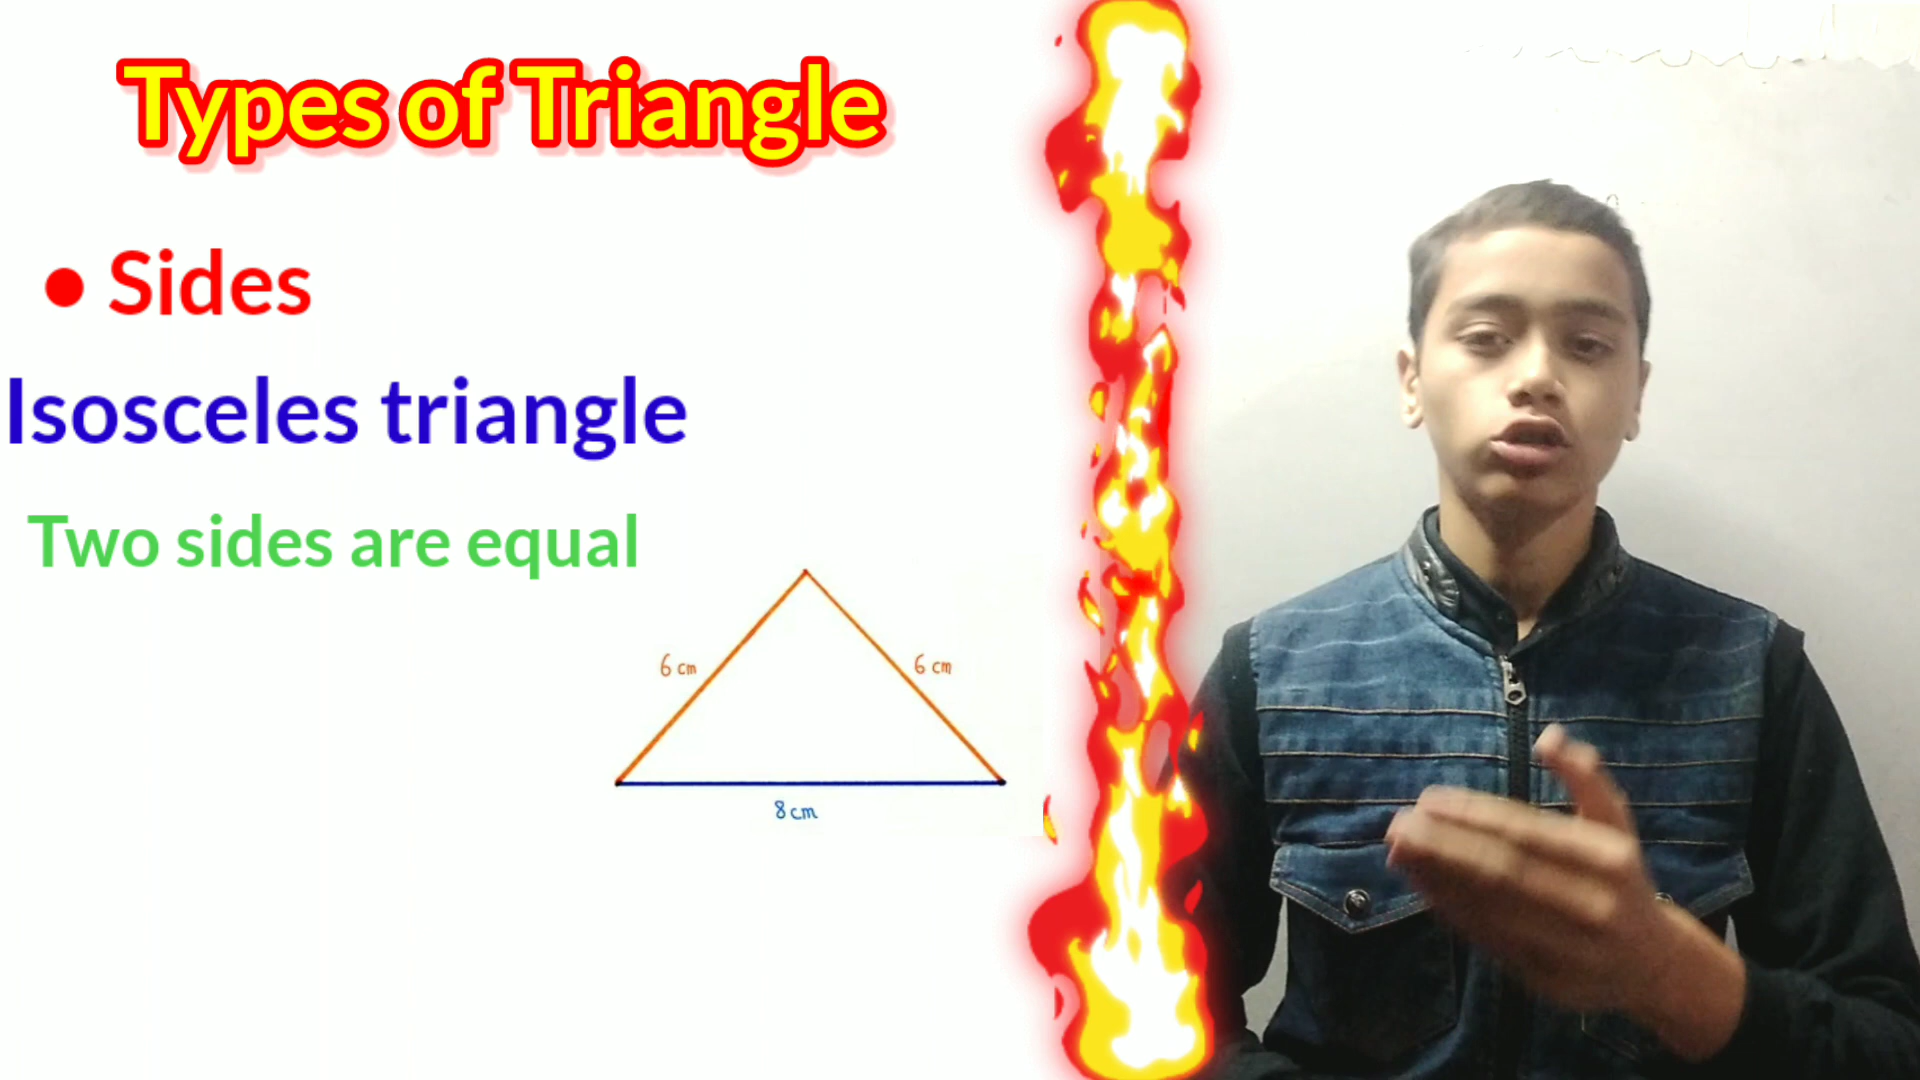 Types of Triangle
• Sides
Isosceles triangle
Two sides are equal
6 cm
6 cm
8 cm